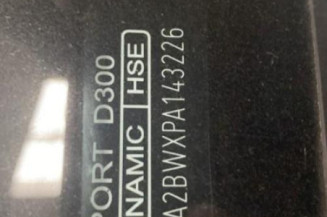 PORT D300
NAMIC HSE
A2BWXPA143226